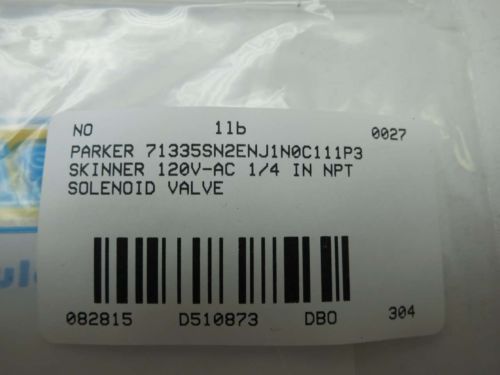 NO 1lb 0027
PARKER 71335SN2ENJ1N0C111P3
SKINNER 120V-AC 1/4 IN NPT
SOLENOID VALVE
082815 D510873 DBO 304